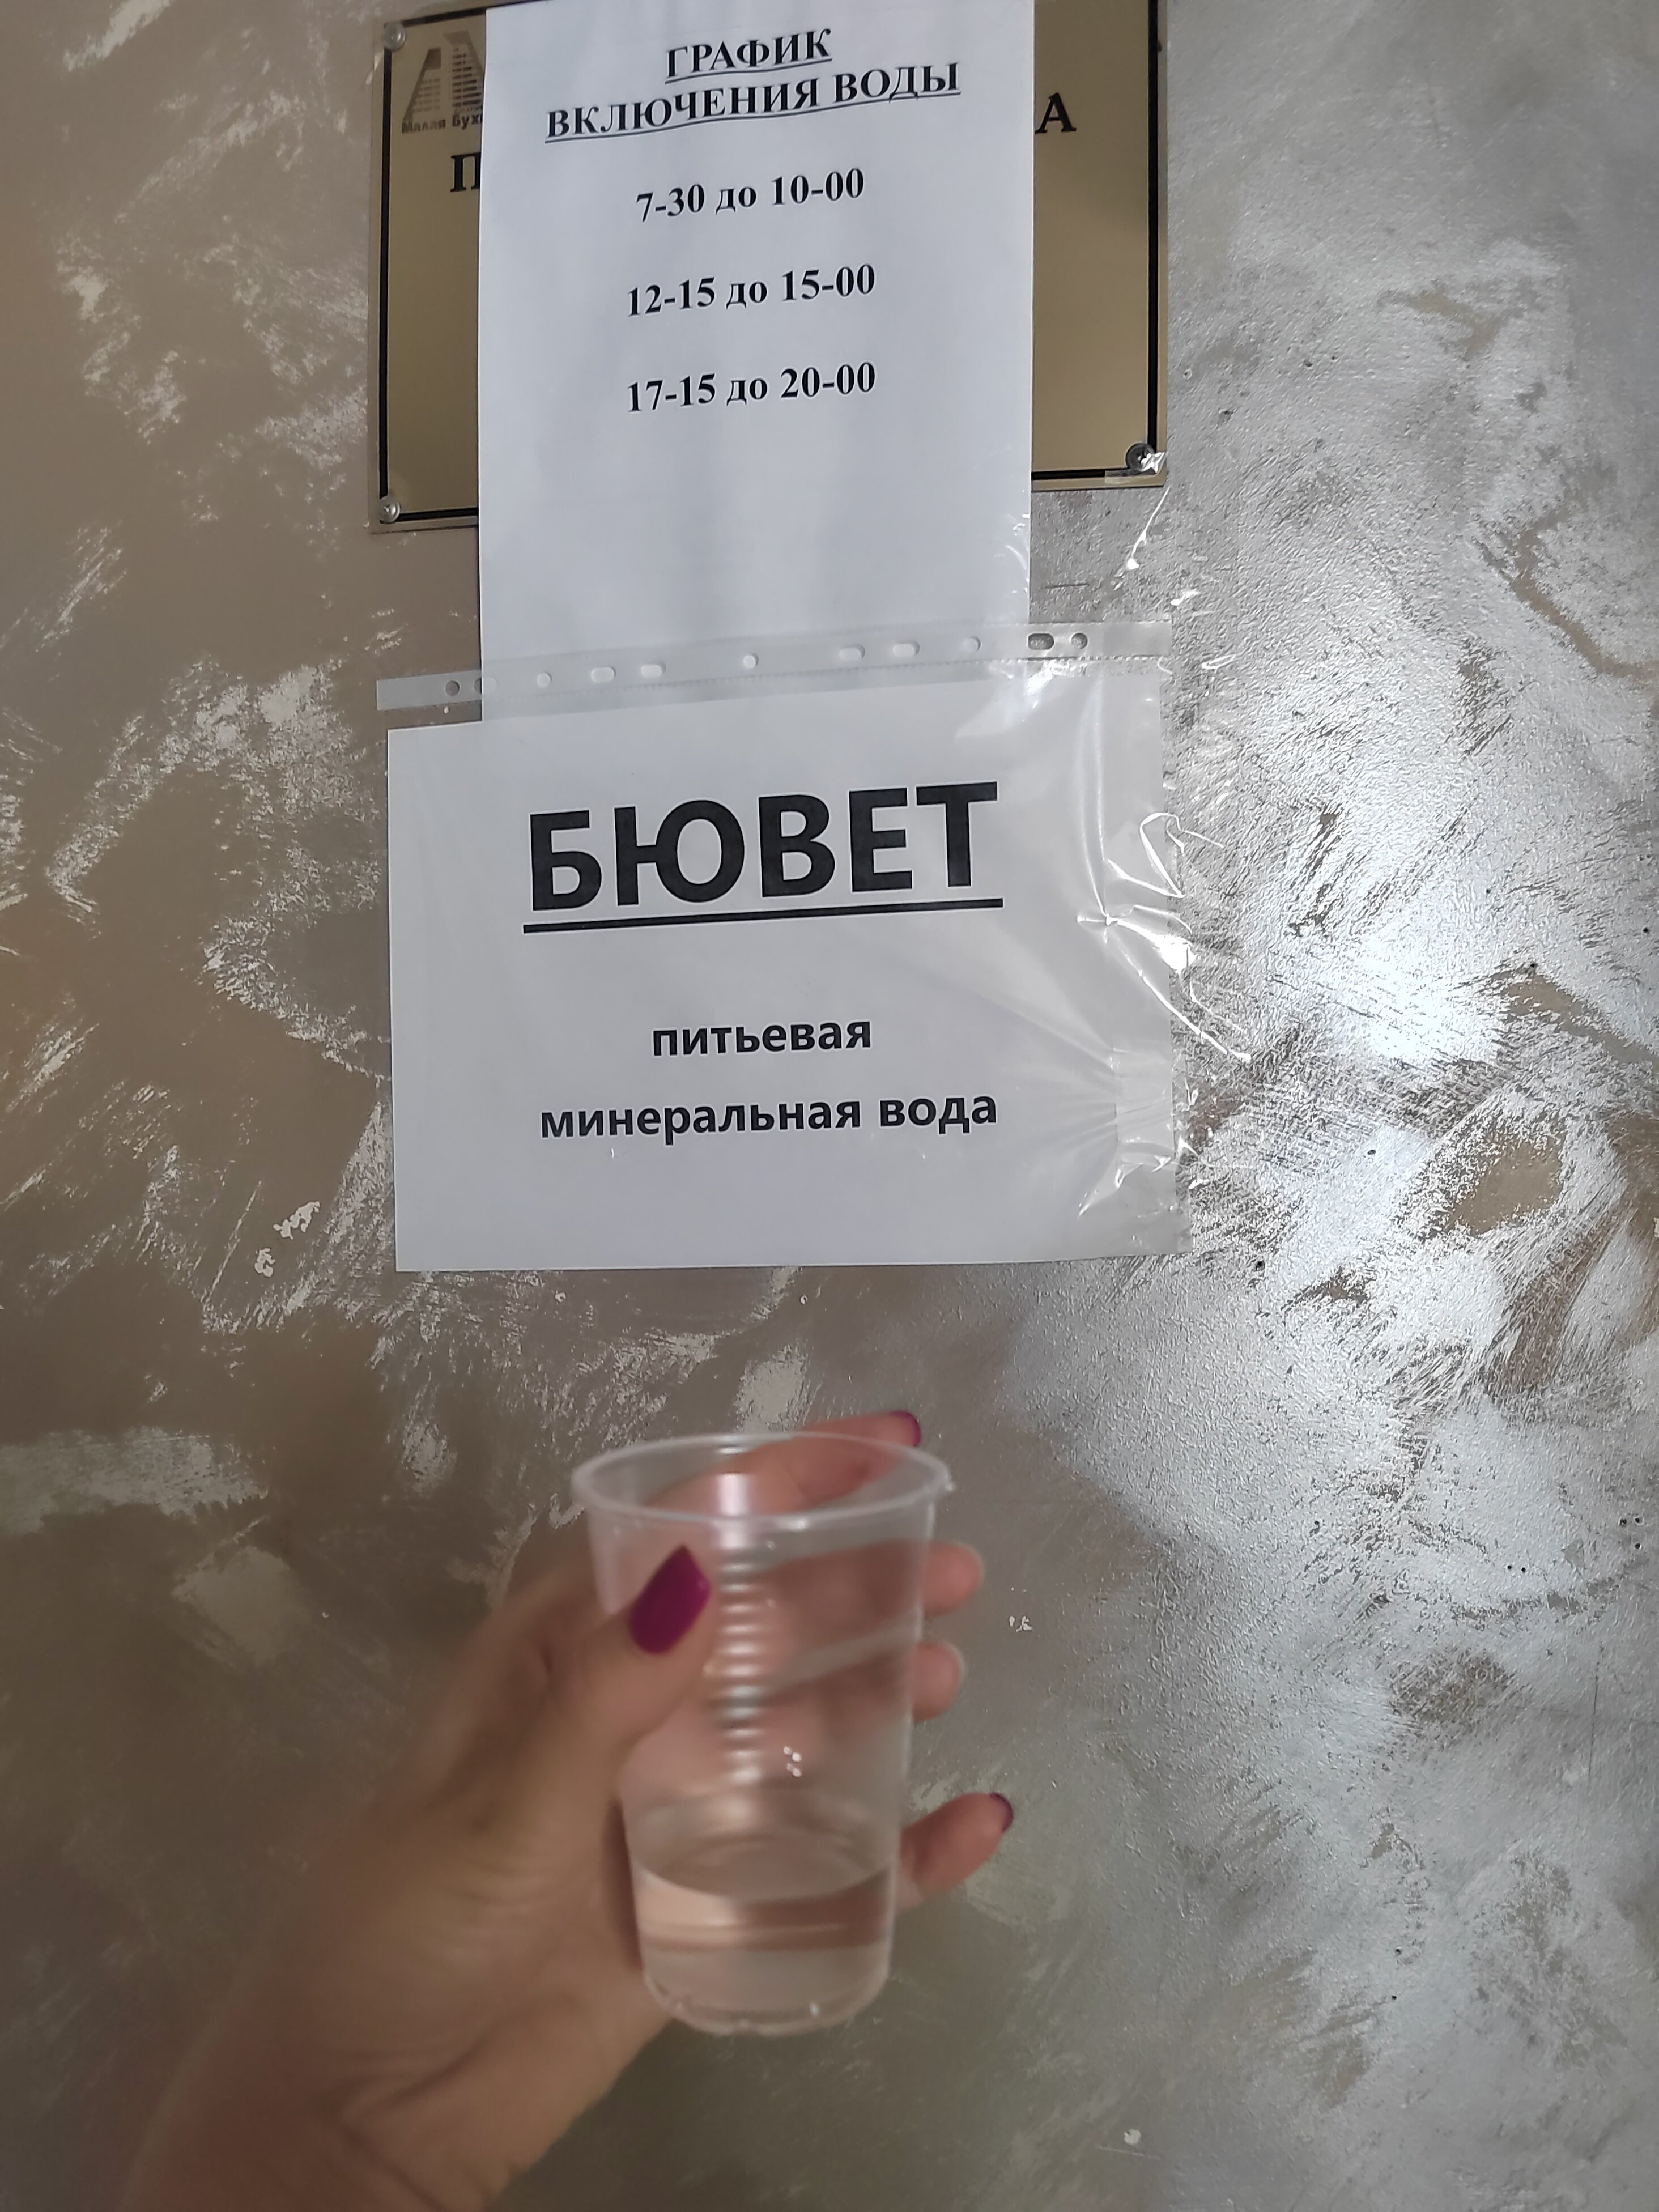 ГРАФИК
ВКЛЮЧЕНИЯ ВОДЫ
7-30 до 10-00
12-15 до 15-00
17-15 до 20-00
Малая
А
П
БЮВЕТ
питьевая
минеральная вода